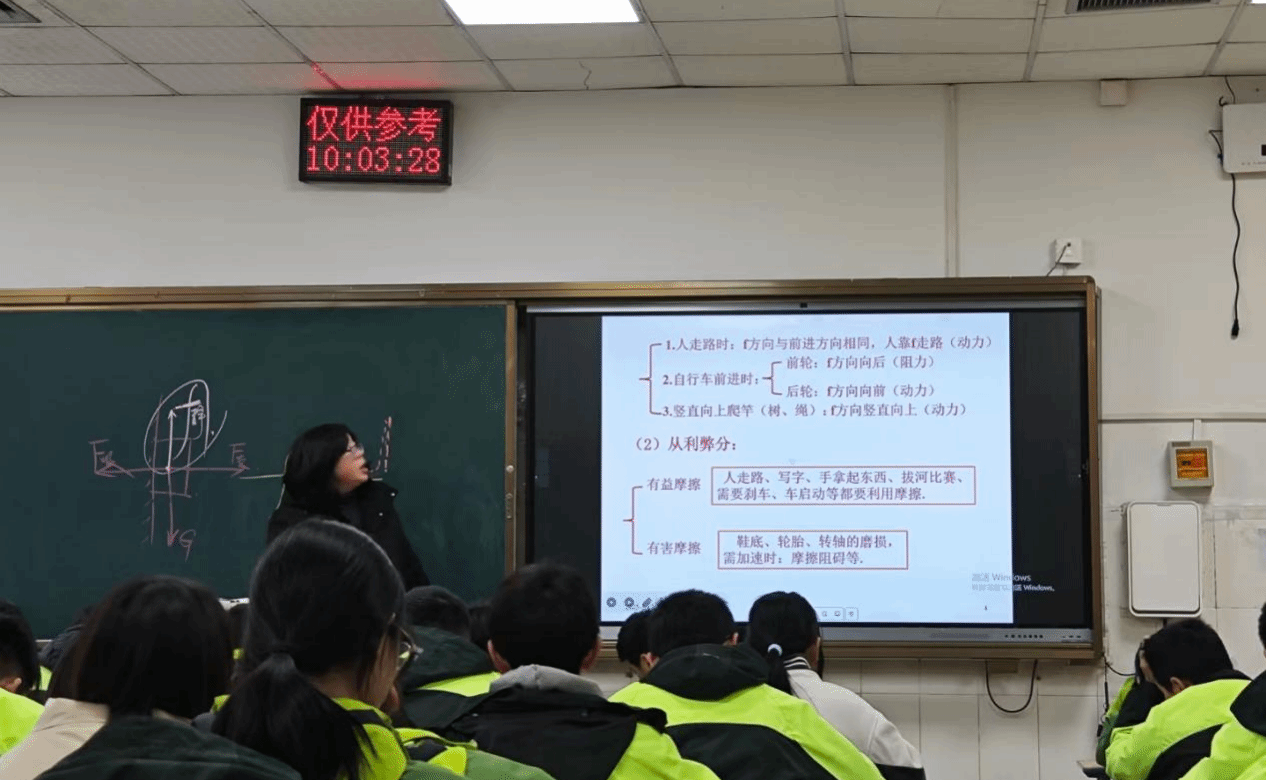 仅供参考
10:03:28
1.人走路时：f方向与前进方向相同，人靠f走路（动力）
2.自行车前进时：
前轮：f方向向后（阻力）
后轮：f方向向前（动力）
3.竖直向上爬竿（树、绳）：f方向竖直向上（动力）
（2）从利弊分：
有益摩擦
人走路、写字、手拿起东西、拔河比赛、
需要刹车、车启动等都要利用摩擦.
有害摩擦
鞋底、轮胎、转轴的磨损，
需加速时：摩擦阻碍等.
激活 Windows
G